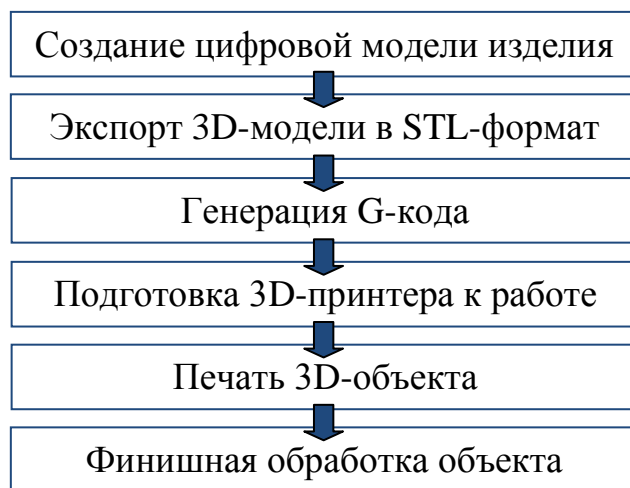 Создание цифровой модели изделия
Экспорт 3D-модели в STL-формат
Генерация G-кода
Подготовка 3D-принтера к работе
Печать 3D-объекта
Финишная обработка объекта